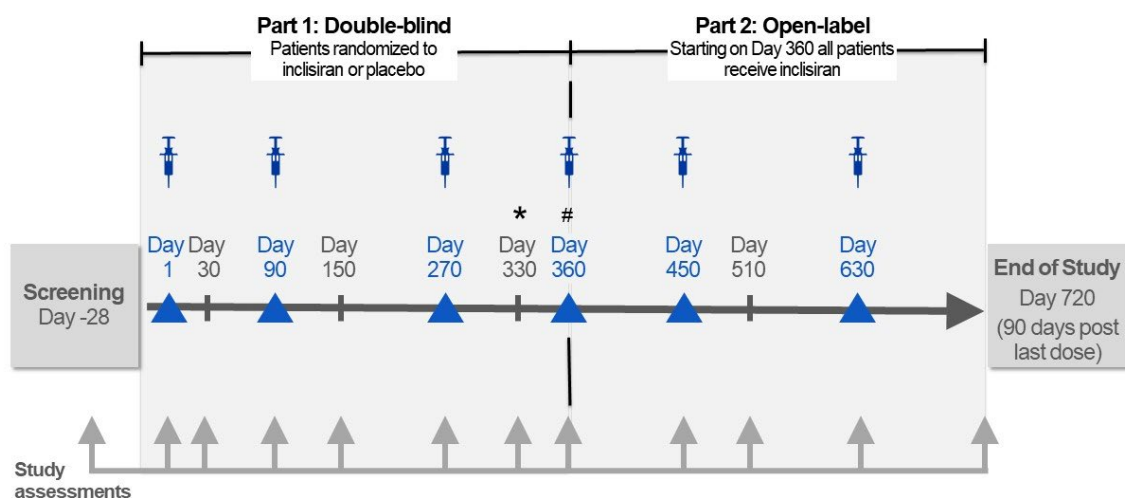 Part 1: Double-blind
Patients randomized to
inclisiran or placebo
Part 2: Open-label
Starting on Day 360 all patients
receive inclisiran
*
#
Day
1
Day
30
Day
90
Day
150
Day
270
Day
330
Day
360
Day
450
Day
510
Day
630
Screening
Day -28
End of Study
Day 720
(90 days post
last dose)
Study
assessments